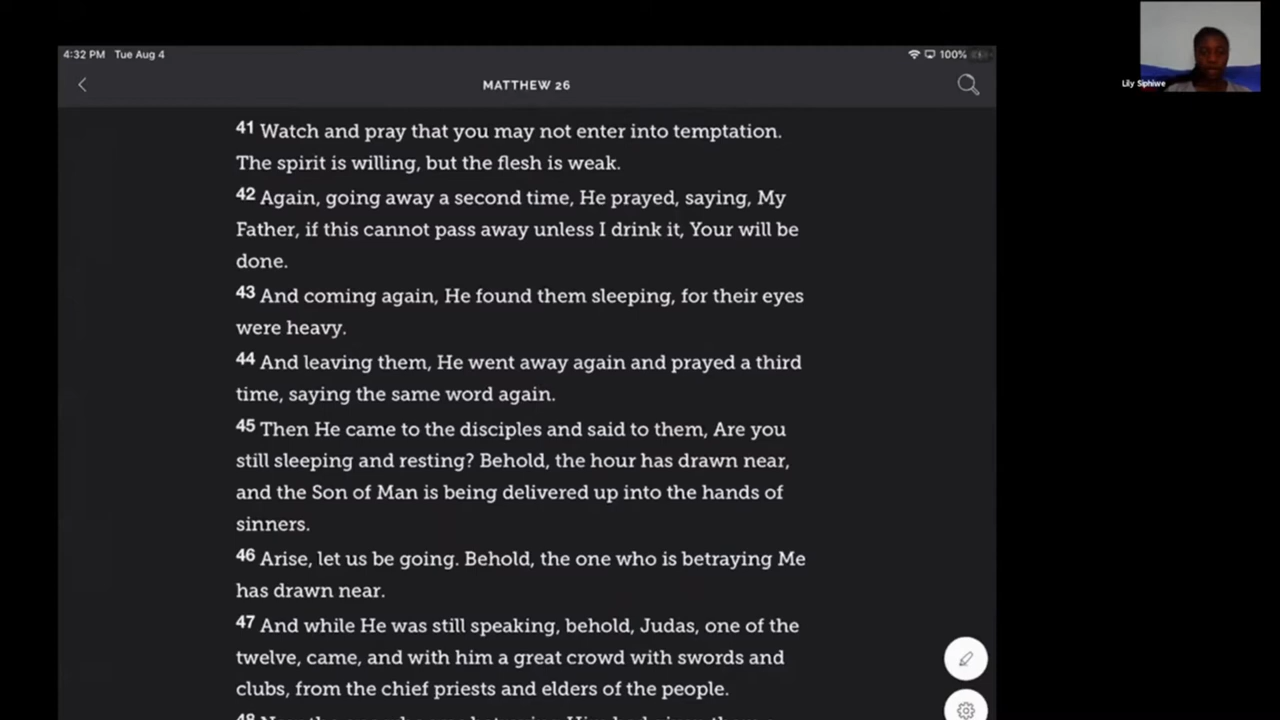 4:32 PM Tue Aug 4 100%
Lily Siphiwe
MATTHEW 26
41 Watch and pray that you may not enter into temptation.
The spirit is willing, but the flesh is weak.
42 Again, going away a second time, He prayed, saying, My
Father, if this cannot pass away unless I drink it, Your will be
done.
43 And coming again, He found them sleeping, for their eyes
were heavy.
44 And leaving them, He went away again and prayed a third
time, saying the same word again.
45 Then He came to the disciples and said to them, Are you
still sleeping and resting? Behold, the hour has drawn near,
and the Son of Man is being delivered up into the hands of
sinners.
46 Arise, let us be going. Behold, the one who is betraying Me
has drawn near.
47 And while He was still speaking, behold, Judas, one of the
twelve, came, and with him a great crowd with swords and
clubs, from the chief priests and elders of the people.